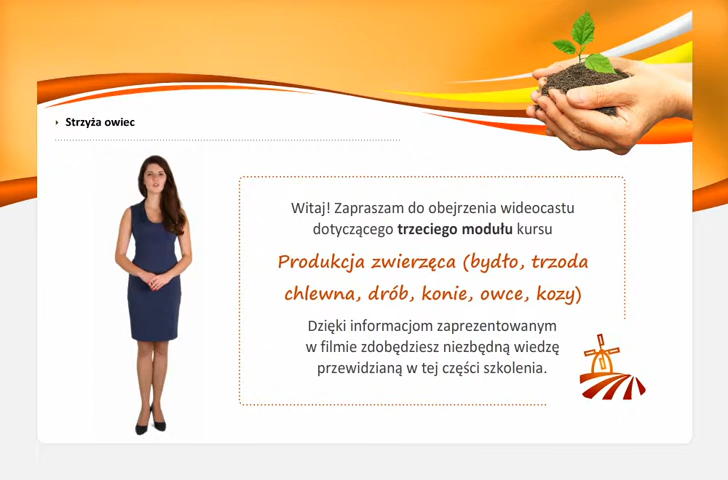 Strzyża owiec
Witaj! Zapraszam do obejrzenia wideocastu
dotyczącego trzeciego modułu kursu
Produkcja zwierzęca (bydło, trzoda
chlewna, drób, konie, owce, kozy)
Dzięki informacjom zaprezentowanym
w filmie zdobędziesz niezbędną wiedzę
przewidzianą w tej części szkolenia.